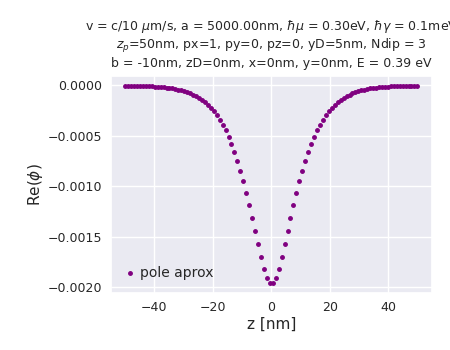 v = c/10 μm/s, a = 5000.00nm, ℏμ = 0.30eV, ℏγ = 0.1me
z_p=50nm, px=1, py=0, pz=0, yD=5nm, Ndip = 3
b = -10nm, zD=0nm, x=0nm, y=0nm, E = 0.39 eV
Re(ϕ)
0.0000
−0.0005
−0.0010
−0.0015
−0.0020
pole aprox
−40 −20 0 20 40
z [nm]